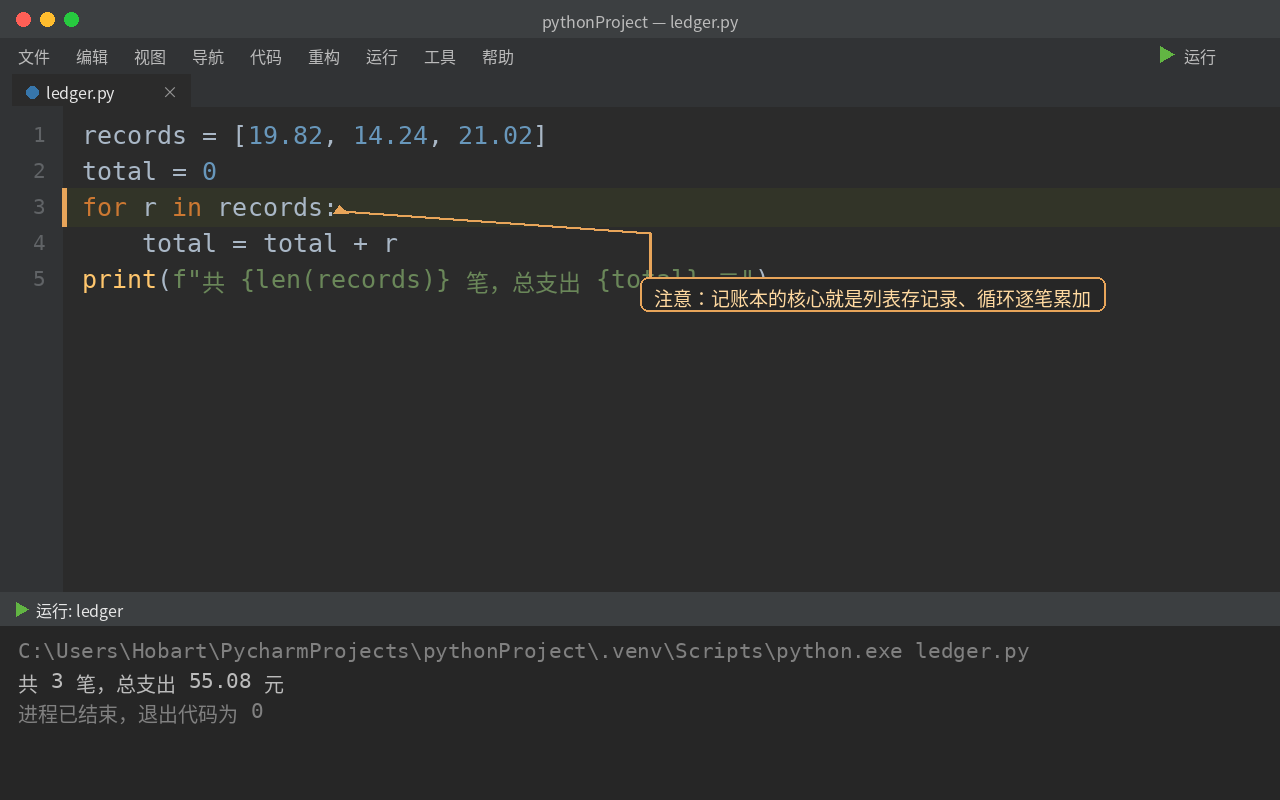 pythonProject — ledger.py
文件 编辑 视图 导航 代码 重构 运行 工具 帮助 运行
ledger.py
1 records = [19.82, 14.24, 21.02]
2 total = 0
3 for r in records:
4 total = total + r
5 print(f"共 {len(records)} 笔，总支出 {to
注意：记账本的核心就是列表存记录、循环逐笔累加
运行: ledger
C:\Users\Hobart\PycharmProjects\pythonProject\.venv\Scripts\python.exe ledger.py
共 3 笔，总支出 55.08 元
进程已结束，退出代码为 0